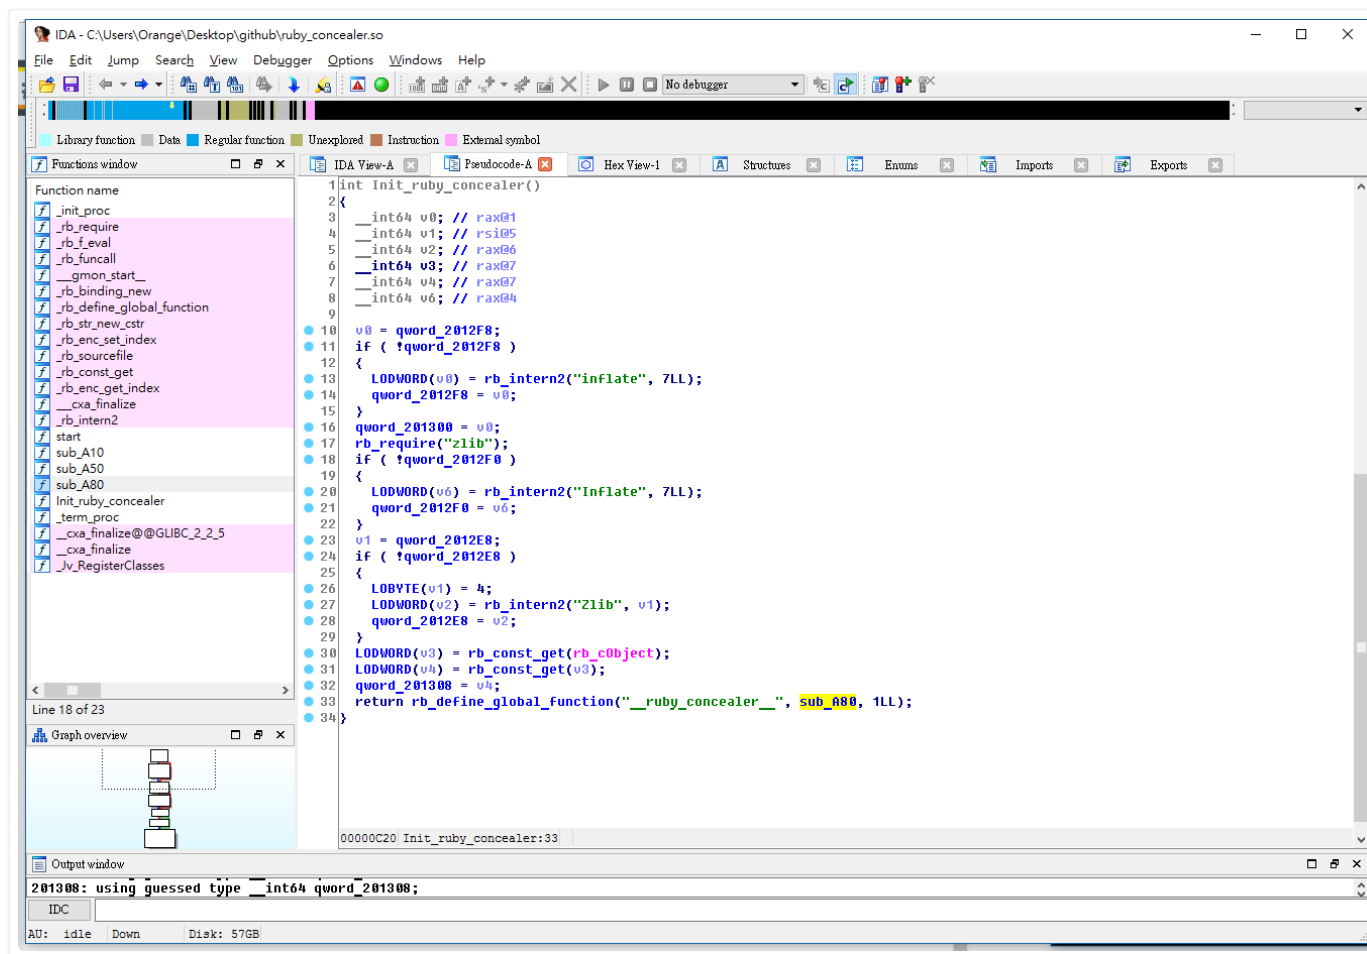 IDA - C:\Users\Orange\Desktop\github\ruby_concealer.so
File Edit Jump Search View Debugger Options Windows Help
No debugger
Library function Data Regular function Unexplored Instruction External symbol
Functions window
IDA View-A Pseudocode-A Hex View-1 Structures Enums Imports Exports
Function name
_init_proc
_rb_require
_rb_f_eval
_rb_funcall
__gmon_start__
_rb_binding_new
_rb_define_global_function
_rb_str_new_cstr
_rb_enc_set_index
_rb_sourcefile
_rb_const_get
_rb_enc_get_index
__cxa_finalize
_rb_intern2
start
sub_A10
sub_A50
sub_A80
Init_ruby_concealer
_term_proc
__cxa_finalize@@GLIBC_2_2_5
__cxa_finalize
_Jv_RegisterClasses
Line 18 of 23
Graph overview
1 int Init_ruby_concealer()
2 {
3 __int64 v0; // rax@1
4 __int64 v1; // rsi@5
5 __int64 v2; // rax@6
6 __int64 v3; // rax@7
7 __int64 v4; // rax@7
8 __int64 v6; // rax@4
9
10 v0 = qword_2012F8;
11 if ( !qword_2012F8 )
12 {
13 LODWORD(v0) = rb_intern2("inflate", 7LL);
14 qword_2012F8 = v0;
15 }
16 qword_201300 = v0;
17 rb_require("zlib");
18 if ( !qword_2012F0 )
19 {
20 LODWORD(v6) = rb_intern2("Inflate", 7LL);
21 qword_2012F0 = v6;
22 }
23 v1 = qword_2012E8;
24 if ( !qword_2012E8 )
25 {
26 LOBYTE(v1) = 4;
27 LODWORD(v2) = rb_intern2("Zlib", v1);
28 qword_2012E8 = v2;
29 }
30 LODWORD(v3) = rb_const_get(rb_cObject);
31 LODWORD(v4) = rb_const_get(v3);
32 qword_201308 = v4;
33 return rb_define_global_function("__ruby_concealer__", sub_A80, 1LL);
34 }
00000C20 Init_ruby_concealer:33
Output window
201308: using guessed type __int64 qword_201308;
IDC
AU: idle Down Disk: 57GB